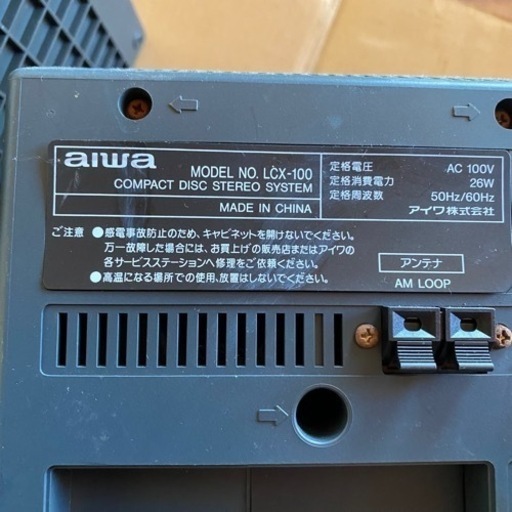 aiwa
MODEL NO. LCX-100
COMPACT DISC STEREO SYSTEM
MADE IN CHINA
定格電圧 AC 100V
定格消費電力 26W
定格周波数 50Hz/60Hz
アイワ株式会社
ご注意 ●感電事故防止のため、キャビネットを開けないでください。
万一故障した場合には、お買上げの販売店またはアイワの
各サービスステーションへ修理をご依頼ください。
●高温になる場所での使用、放置はしないでください。
アンテナ
AM LOOP